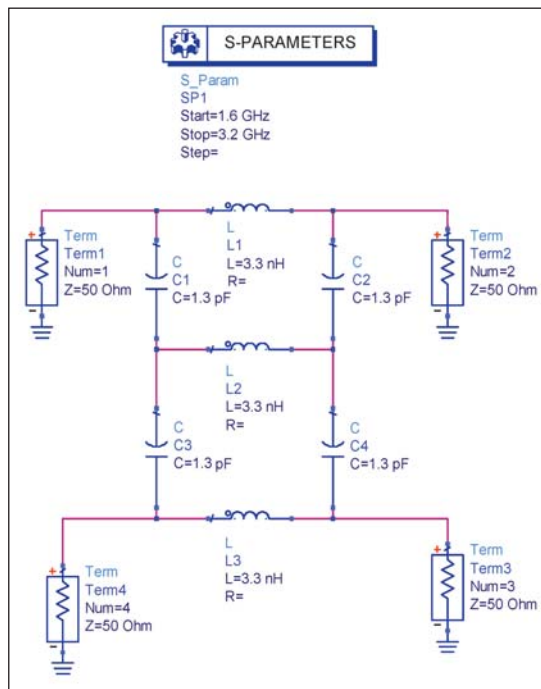 S-PARAMETERS
S_Param
SP1
Start=1.6 GHz
Stop=3.2 GHz
Step=
+
Term
Term1
Num=1
Z=50 Ohm
-
C
C1
C=1.3 pF
L
L1
L=3.3 nH
R=
C
C2
C=1.3 pF
+
Term
Term2
Num=2
Z=50 Ohm
-
L
L2
L=3.3 nH
R=
C
C3
C=1.3 pF
C
C4
C=1.3 pF
+
Term
Term4
Num=4
Z=50 Ohm
-
L
L3
L=3.3 nH
R=
+
Term
Term3
Num=3
Z=50 Ohm
-